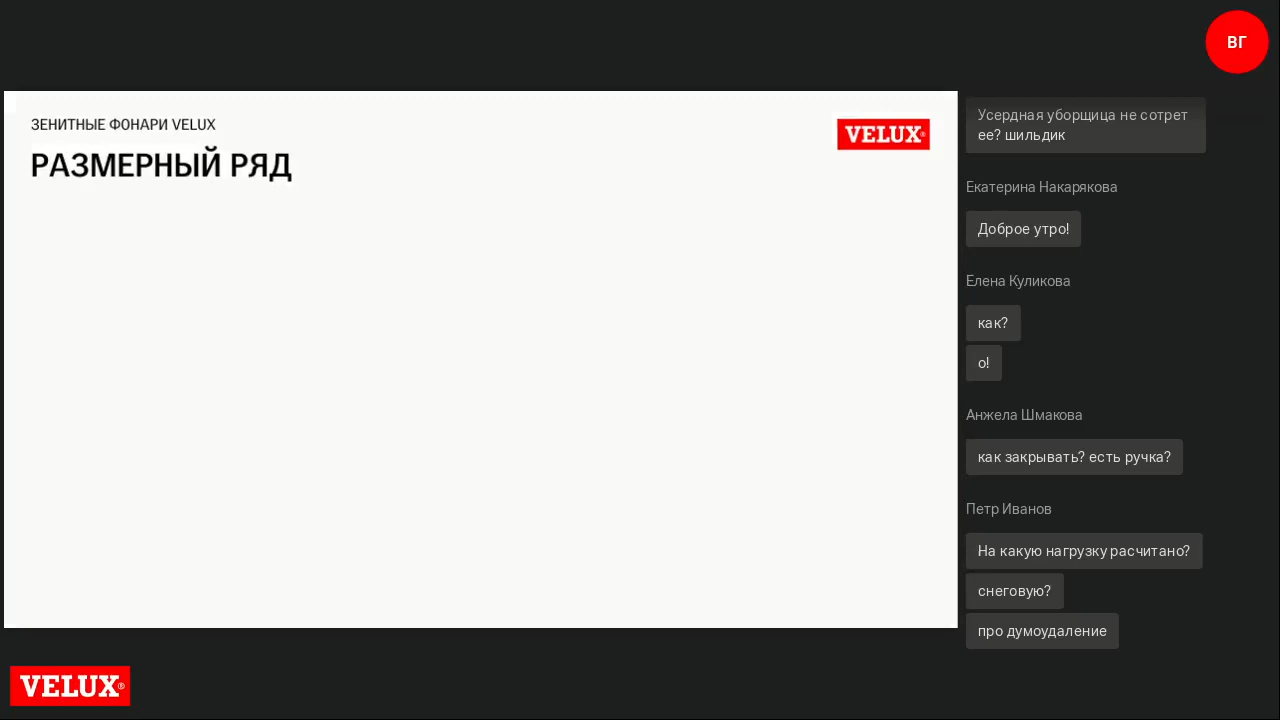 ВГ
ЗЕНИТНЫЕ ФОНАРИ VELUX
РАЗМЕРНЫЙ РЯД
VELUX®
Усердная уборщица не сотрет
ее? шильдик
Екатерина Накарякова
Доброе утро!
Елена Куликова
как?
о!
Анжела Шмакова
как закрывать? есть ручка?
Петр Иванов
На какую нагрузку расчитано?
снеговую?
про думоудаление
VELUX®